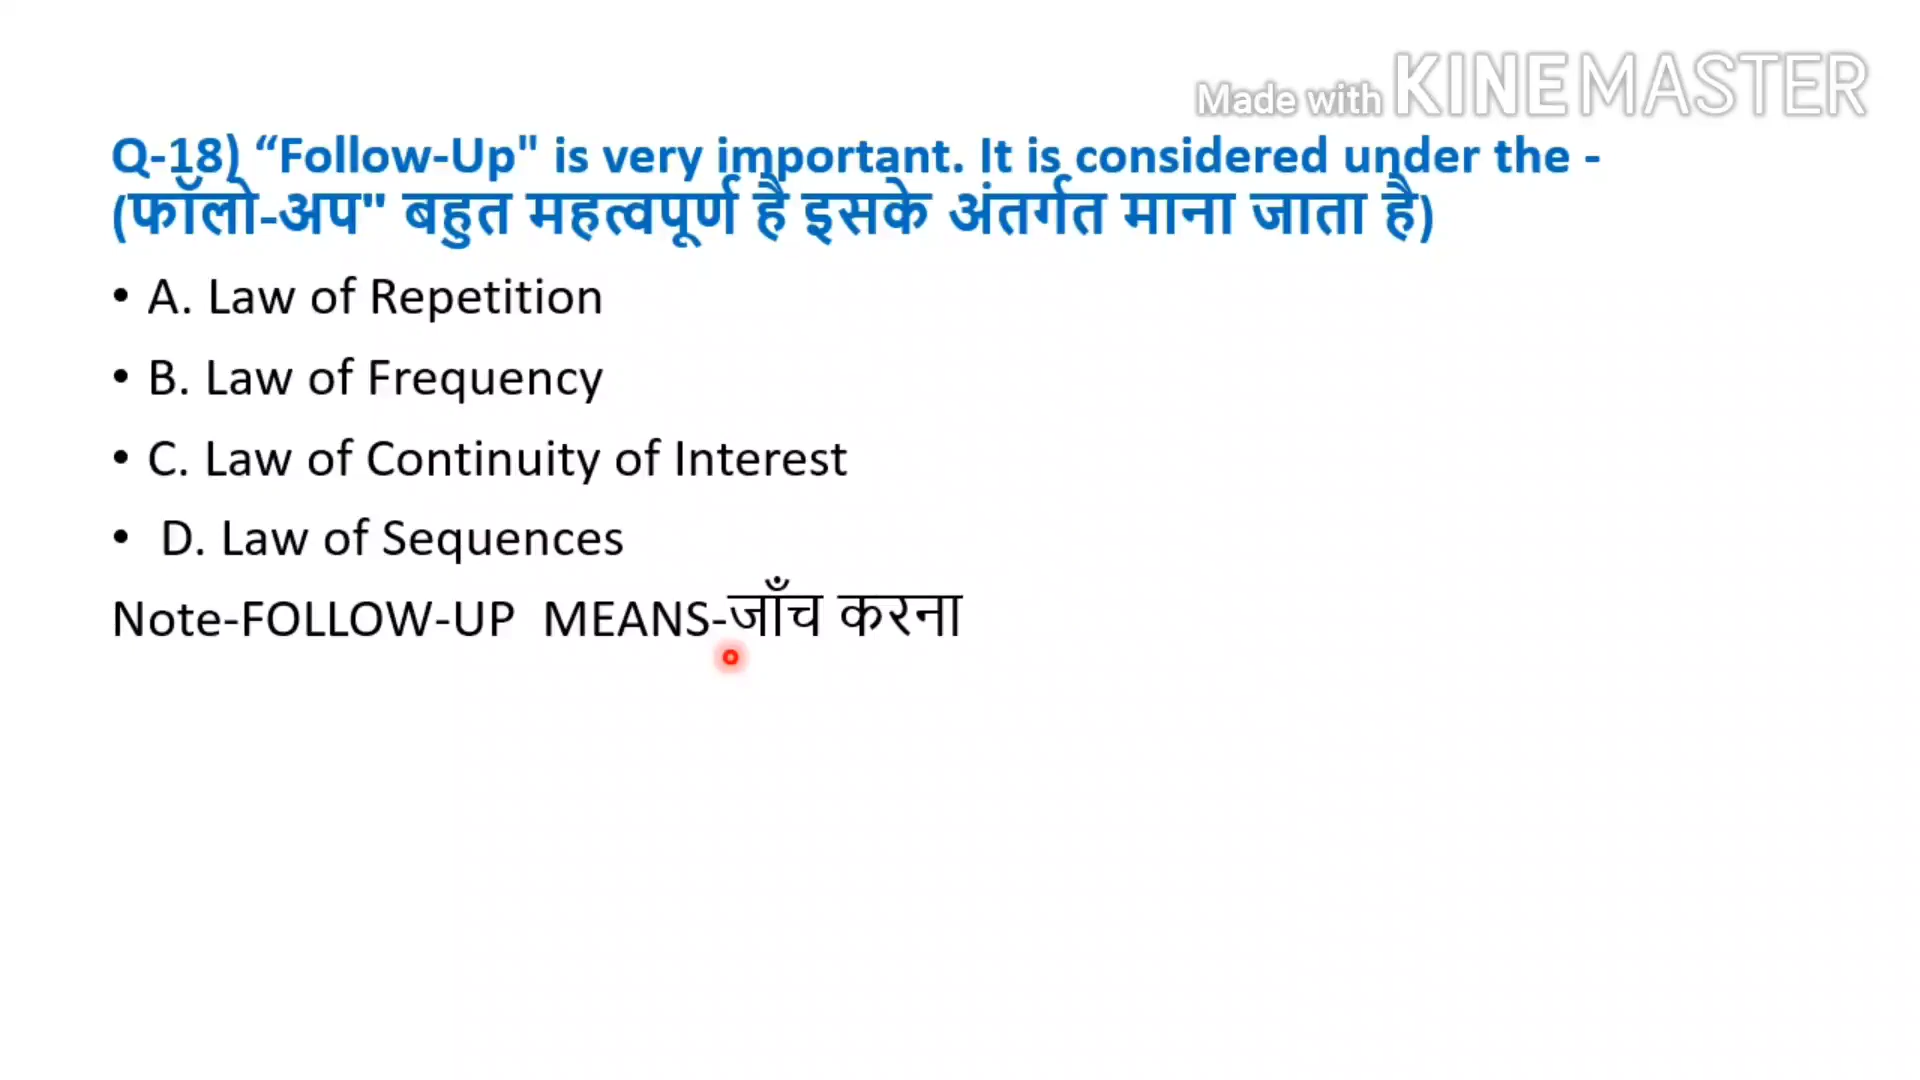 Made with KINEMASTER
Q-18) “Follow-Up" is very important. It is considered under the -
(फॉलो-अप" बहुत महत्वपूर्ण है इसके अंतर्गत माना जाता है)
• A. Law of Repetition
• B. Law of Frequency
• C. Law of Continuity of Interest
• D. Law of Sequences
Note-FOLLOW-UP MEANS-जाँच करना